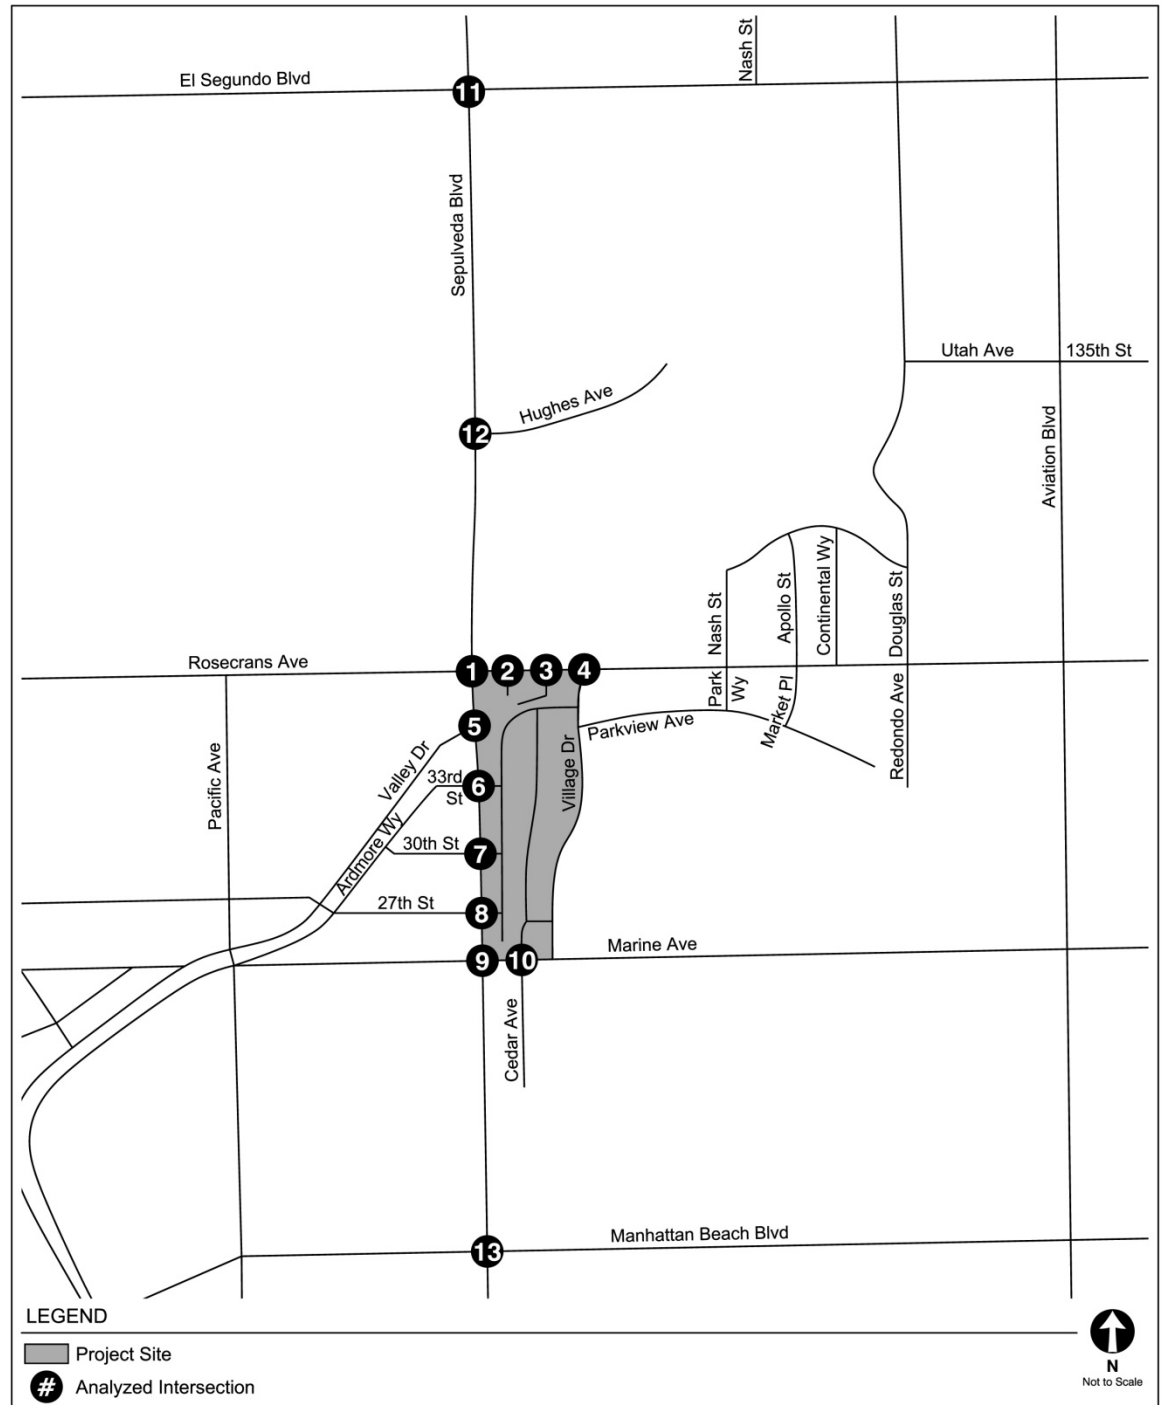 Nash St
El Segundo Blvd
11
Sepulveda Blvd
Utah Ave
135th St
Hughes Ave
12
Aviation Blvd
Nash St
Apollo St
Continental Wy
Douglas St
Rosecrans Ave
1
2
3
4
Park
Wy
Market Pl
Redondo Ave
Parkview Ave
5
Valley Dr
Village Dr
Pacific Ave
33rd
St
6
Ardmore Wy
30th St
7
27th St
8
Marine Ave
9
10
Cedar Ave
Manhattan Beach Blvd
13
LEGEND
Project Site
# Analyzed Intersection
N
Not to Scale